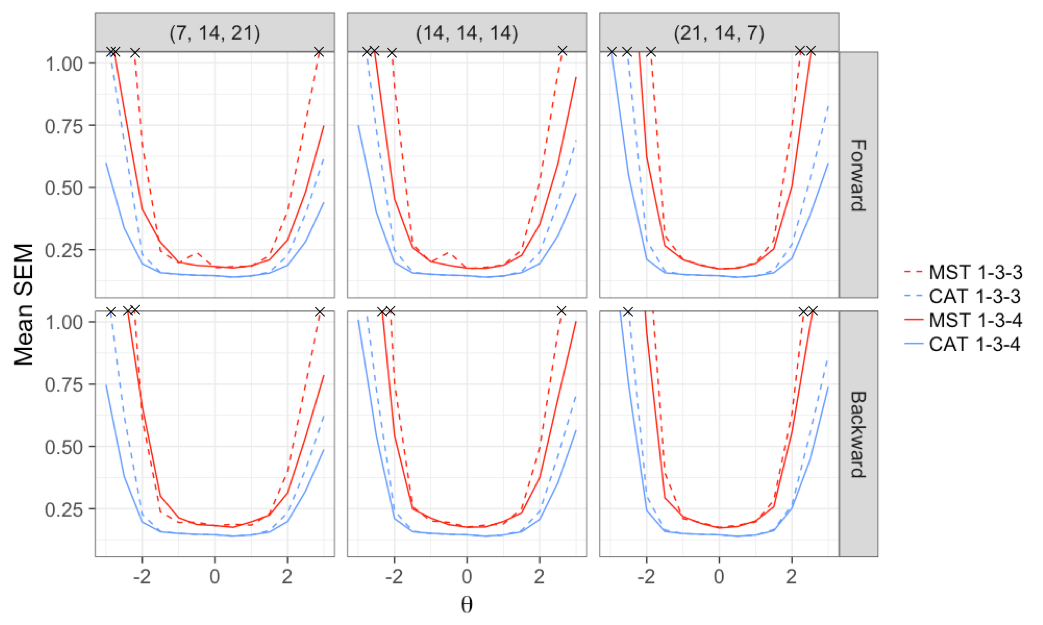 (7, 14, 21) (14, 14, 14) (21, 14, 7)
1.00
0.75
0.50
0.25
Forward
1.00
0.75
0.50
0.25
Backward
Mean SEM
-2 0 2 -2 0 2 -2 0 2
θ
MST 1-3-3
CAT 1-3-3
MST 1-3-4
CAT 1-3-4